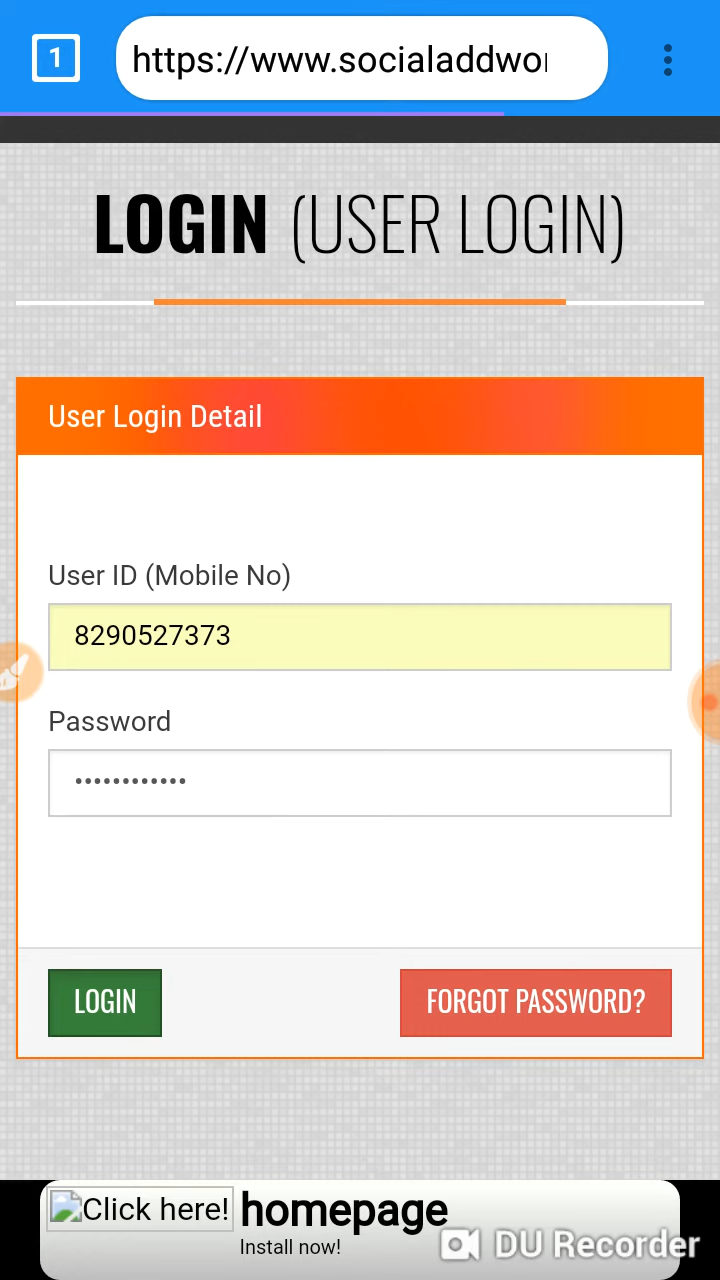 1
https://www.socialaddwo
LOGIN (USER LOGIN)
User Login Detail
User ID (Mobile No)
8290527373
Password
••••••••••••
LOGIN
FORGOT PASSWORD?
Click here!
homepage
Install now!
DU Recorder